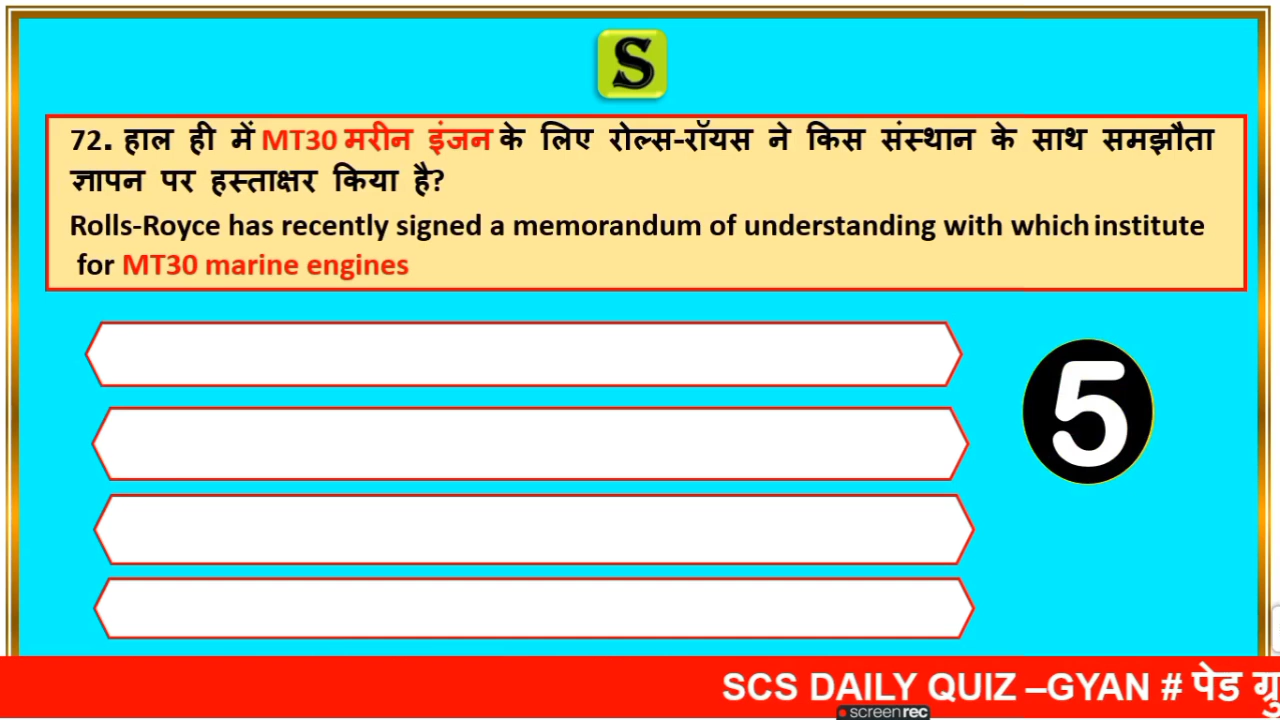 S
72. हाल ही में MT30 मरीन इंजन के लिए रोल्स-रॉयस ने किस संस्थान के साथ समझौता
ज्ञापन पर हस्ताक्षर किया है?
Rolls-Royce has recently signed a memorandum of understanding with which institute
for MT30 marine engines
5
SCS DAILY QUIZ –GYAN # पेड ग्रु
screenrec